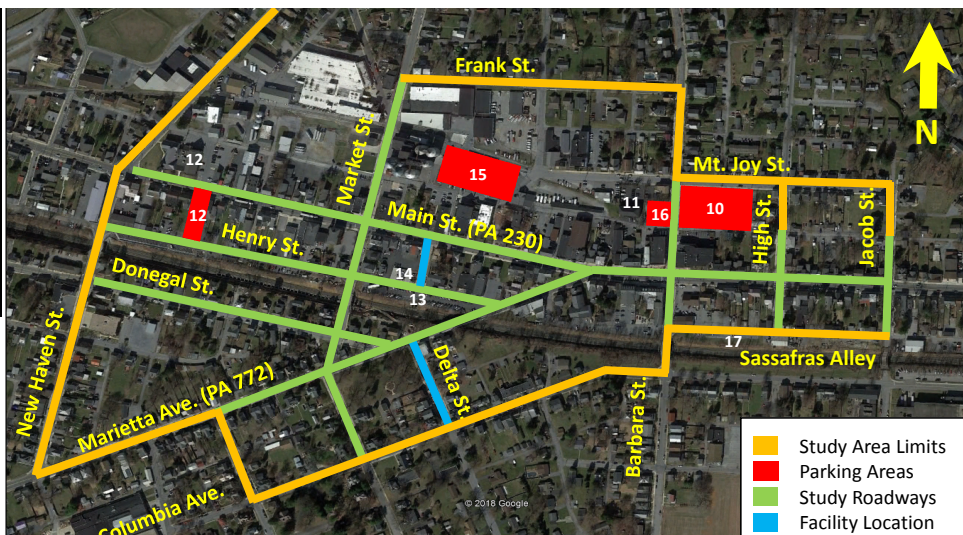 Frank St.
N
Market St.
12
15
Mt. Joy St.
11
16
10
12
Main St. (PA 230)
High St.
Jacob St.
Henry St.
14
13
Donegal St.
17
Sassafras Alley
New Haven St.
Delta St.
Marietta Ave. (PA 772)
Barbara St.
Columbia Ave.
© 2018 Google
Study Area Limits
Parking Areas
Study Roadways
Facility Location